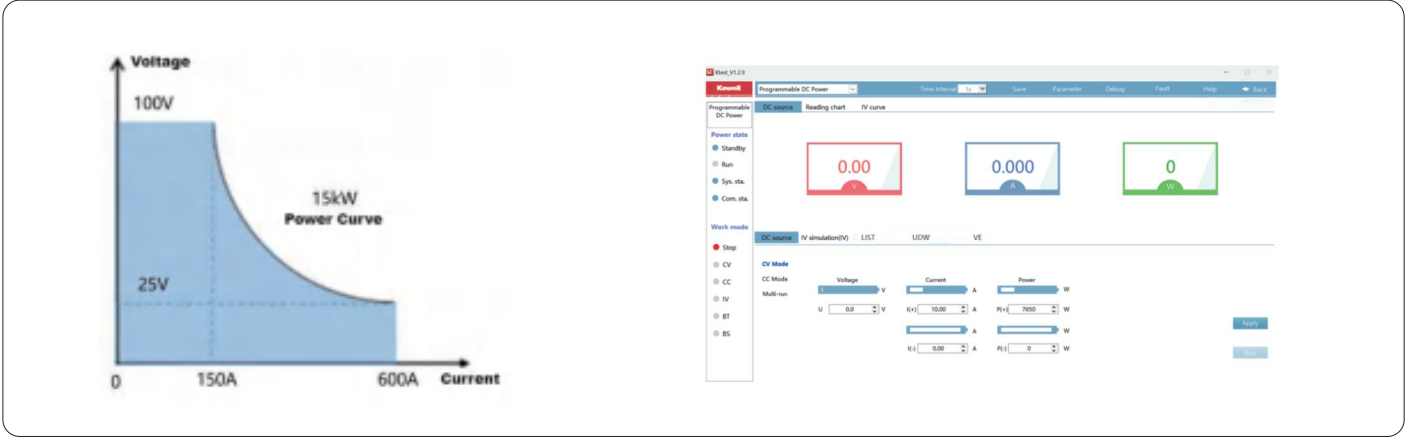 Voltage
100V
15kW
Power Curve
25V
0
150A
600A
Current
Ktest_V1.2.9
Kewell
Programmable DC Power
Time interval 1s
Save
Parameter
Debug
Fault
Help
Back
Programmable
DC Power
DC source
Reading chart
IV curve
Power state
Standby
Run
Sys. sta.
Com. sta.
0.00
V
0.000
A
0
W
Work mode
Stop
CV
CC
IV
BT
BS
DC source
IV simulation(IV)
LIST
UDW
VE
CV Mode
CC Mode
Multi-run
Voltage
V
U 0.0 V
Current
A
I(+) 10.00 A
A
I(-) 0.00 A
Power
W
P(+) 7650 W
W
P(-) 0 W
Apply
Run